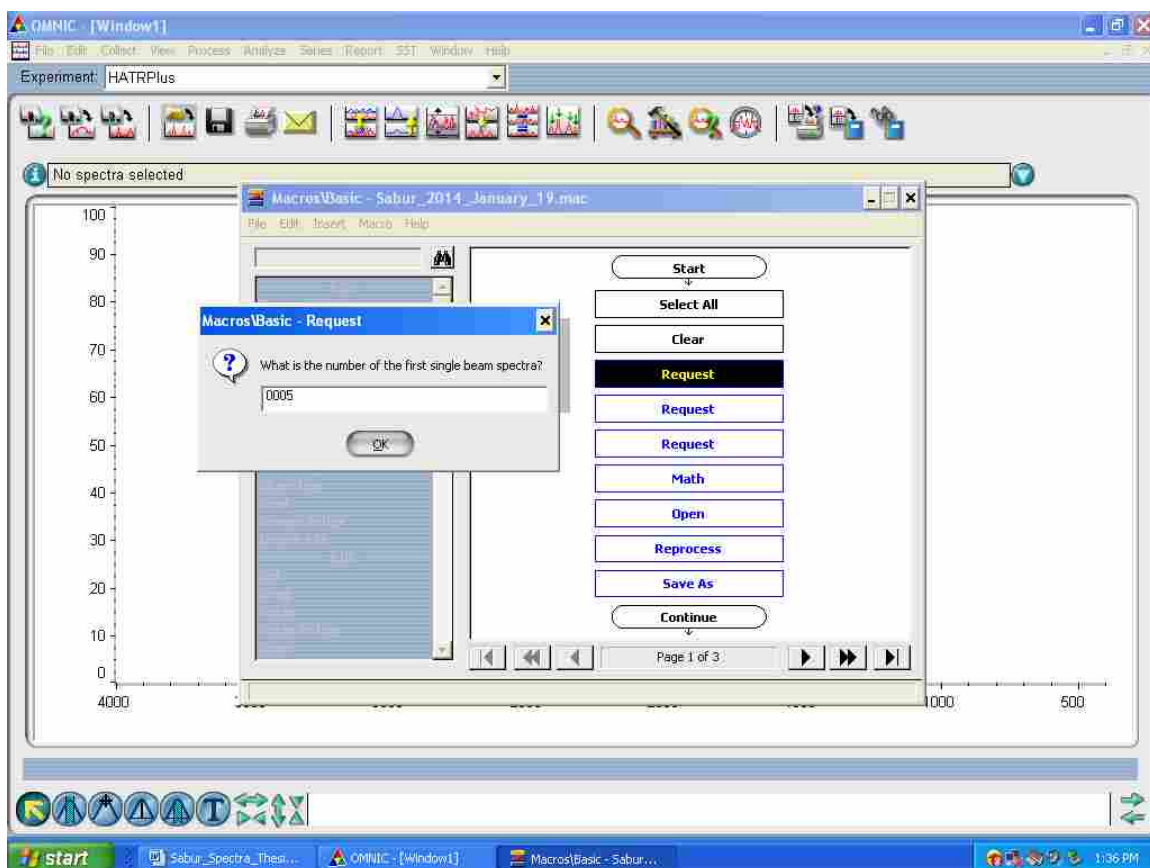 OMNIC - [Window1]
File Edit Collect View Process Analyze Series Report SST Window Help
Experiment: HATRPlus
No spectra selected
100
90
80
70
60
50
40
30
20
10
0
4000
1000
500
Macros\Basic - Sabur_2014_January_19.mac
File Edit Insert Macro Help
Start
Select All
Clear
Request
Request
Request
Math
Open
Reprocess
Save As
Continue
Page 1 of 3
Macros\Basic - Request
What is the number of the first single beam spectra?
0005
OK
T
start
Sabur_Spectra_Thesi...
OMNIC - [Window1]
Macros\Basic - Sabur...
1:36 PM